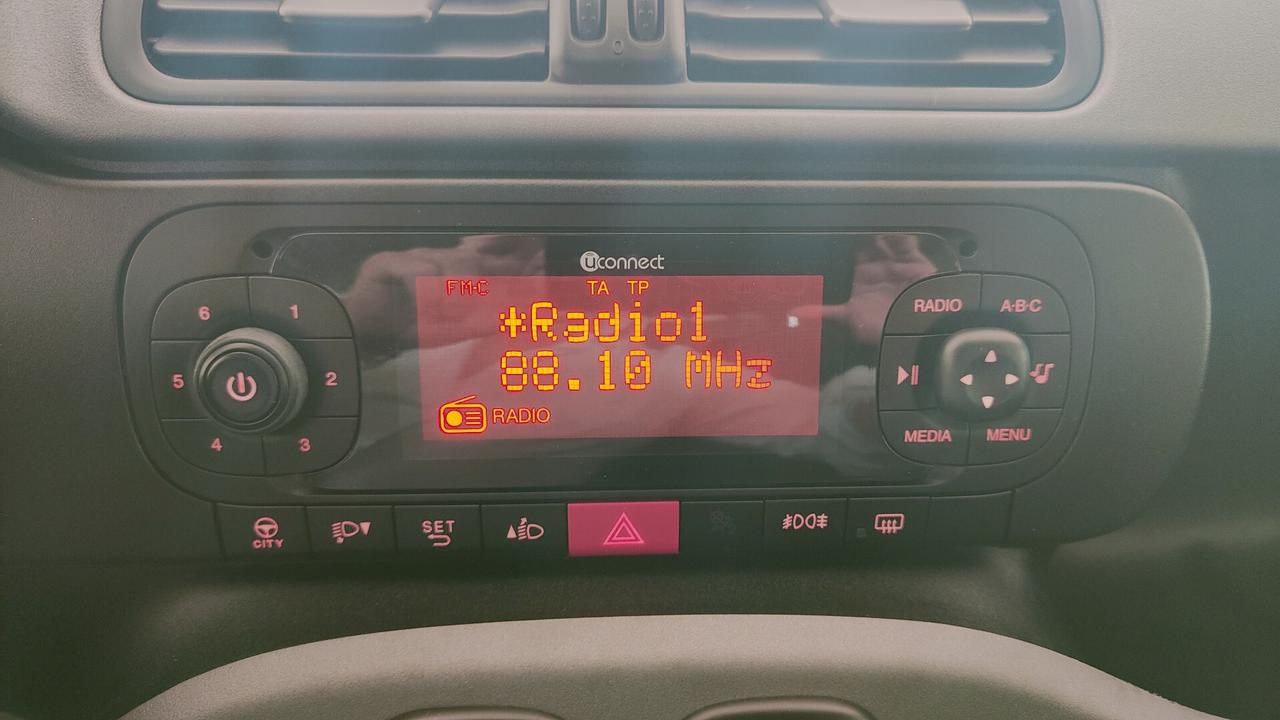 0
uconnect
FM-C TA TP
*Radio1
88.10 MHz
RADIO
6 1
5 2
4 3
RADIO A·B·C
MEDIA MENU
CITY
SET